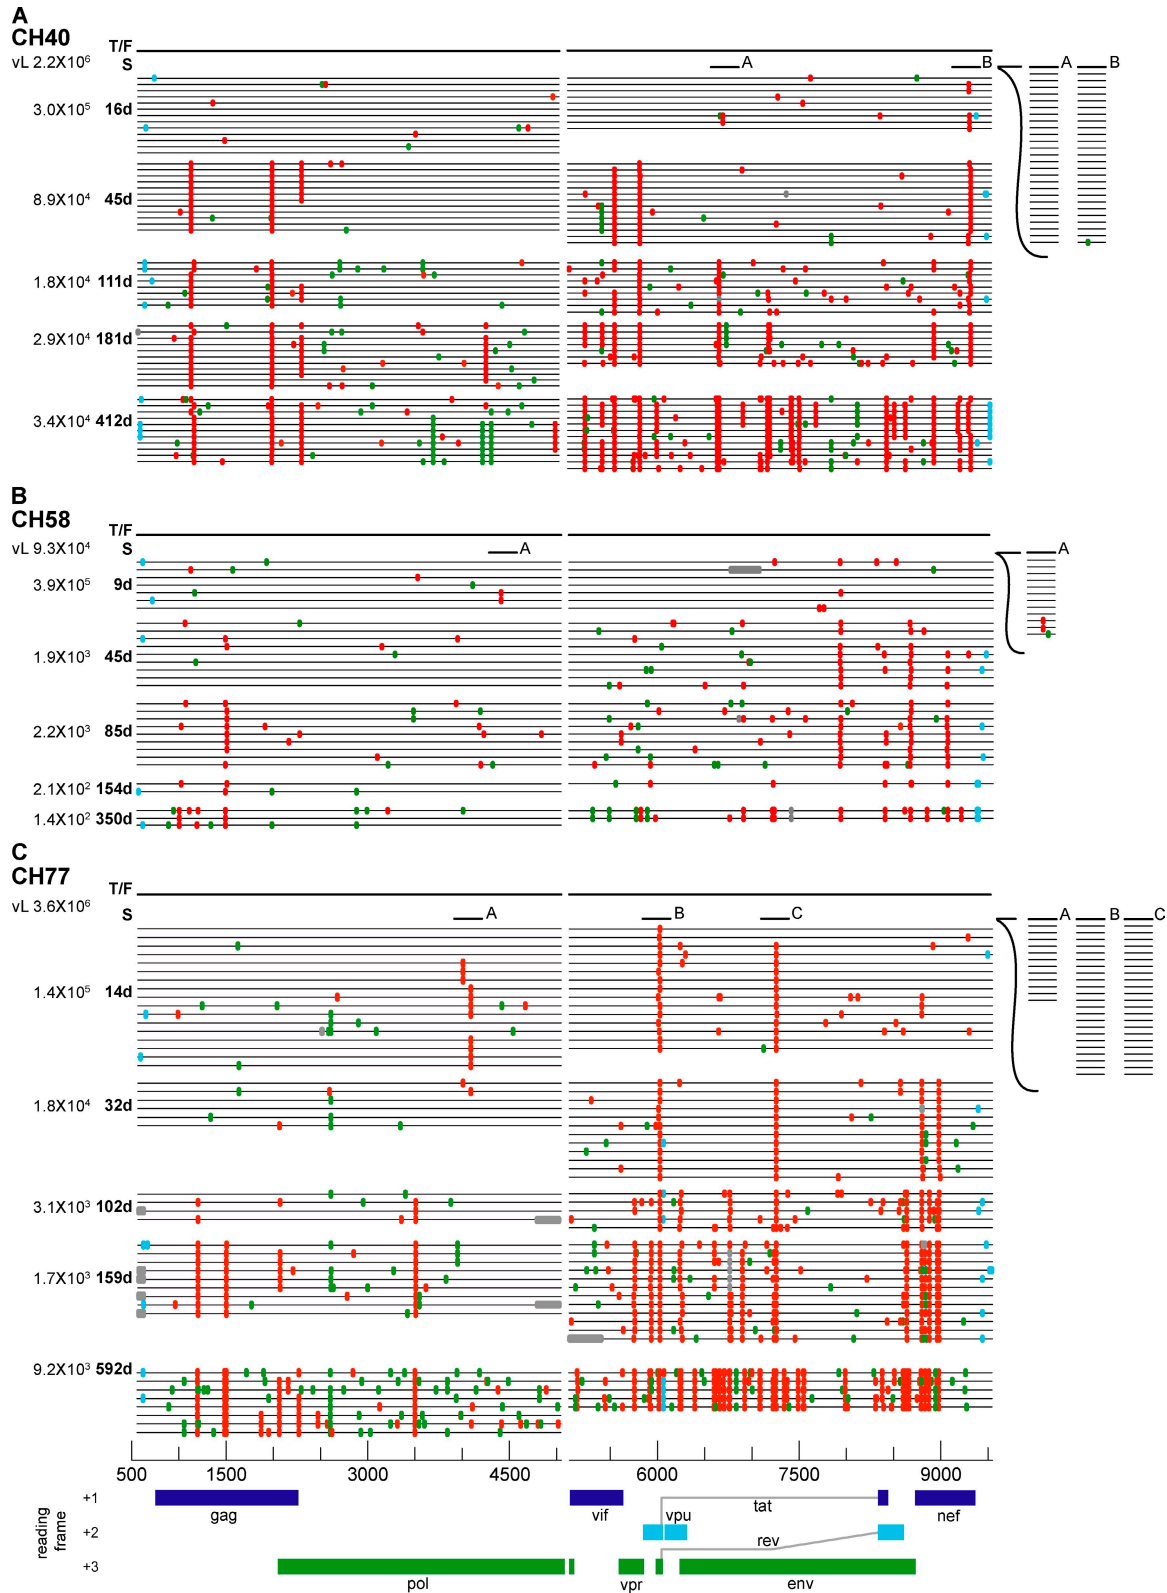 A
CH40
T/F
vL 2.2X10⁶ S A B A B
3.0X10⁵ 16d
8.9X10⁴ 45d
1.8X10⁴ 111d
2.9X10⁴ 181d
3.4X10⁴ 412d
B
CH58
T/F
vL 9.3X10⁴ S A A
3.9X10⁵ 9d
1.9X10³ 45d
2.2X10³ 85d
2.1X10² 154d
1.4X10² 350d
C
CH77
T/F
vL 3.6X10⁶ S A B C A B C
1.4X10⁵ 14d
1.8X10⁴ 32d
3.1X10³ 102d
1.7X10³ 159d
9.2X10³ 592d
500 1500 3000 4500 6000 7500 9000
reading frame
+1 gag vif tat nef
+2 vpu rev
+3 pol vpr env